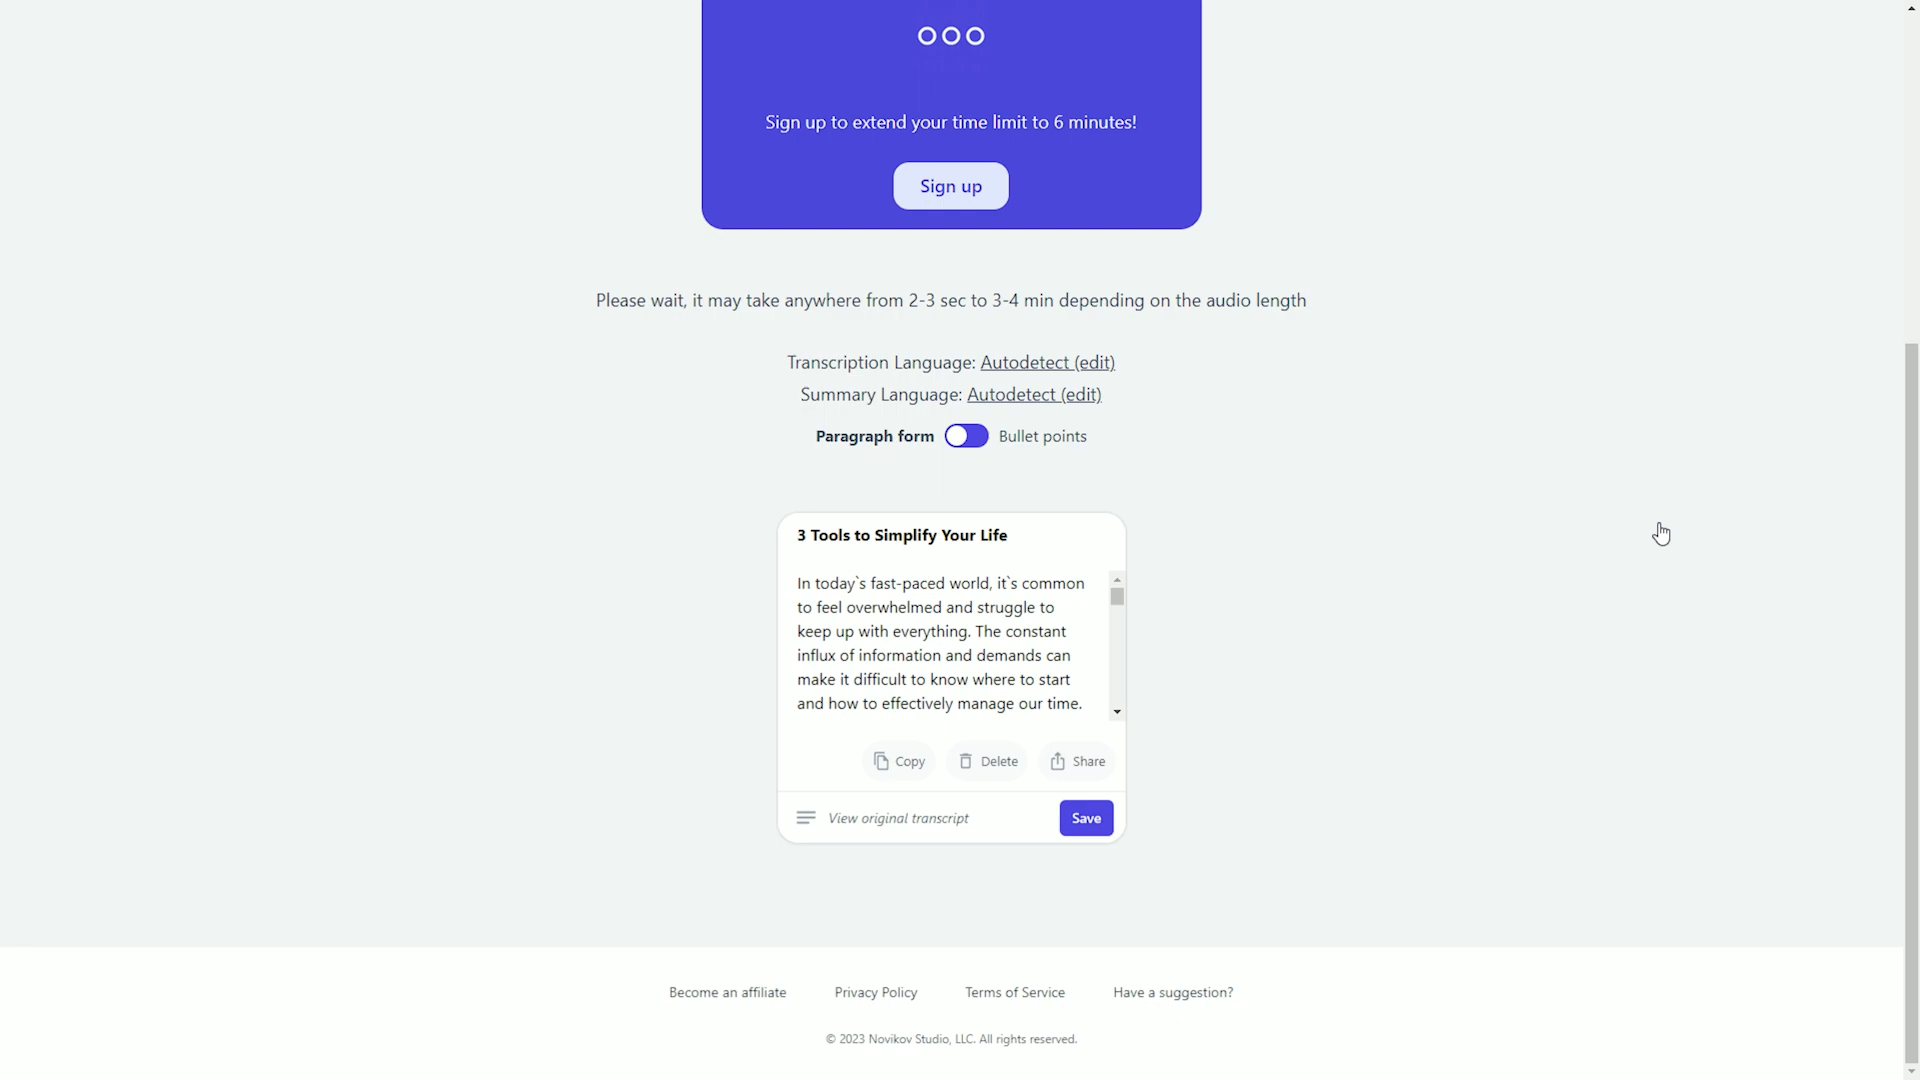 Sign up to extend your time limit to 6 minutes!
Sign up
Please wait, it may take anywhere from 2-3 sec to 3-4 min depending on the audio length
Transcription Language: Autodetect (edit)
Summary Language: Autodetect (edit)
Paragraph form Bullet points
3 Tools to Simplify Your Life
In today`s fast-paced world, it`s common
to feel overwhelmed and struggle to
keep up with everything. The constant
influx of information and demands can
make it difficult to know where to start
and how to effectively manage our time.
Copy Delete Share
View original transcript Save
Become an affiliate Privacy Policy Terms of Service Have a suggestion?
© 2023 Novikov Studio, LLC. All rights reserved.